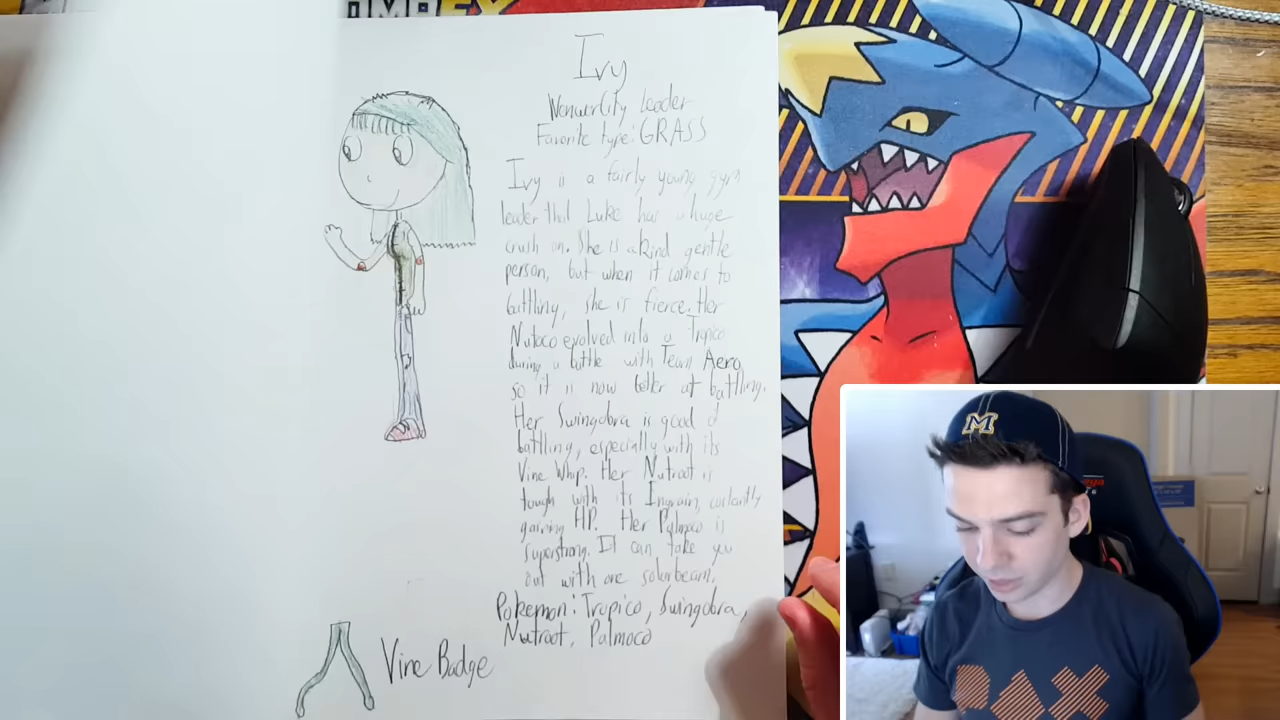 Ivy
Leader
Favorite type: GRASS
Ivy is a fairly young gym
leader that Luke has a huge
crush on. She is a kind gentle
person, but when it comes to
battling, she is fierce. Her
Nutoco evolved into a Tropico
during a battle with Team Aero,
so it is now better at battling.
Her Swingobra is good at
battling, especially with its
Vine Whip. Her Nutroot is
tough with its Ingrain, constantly
gaining HP. Her Palmoco is
superstrong. It can take you
out with one solarbeam.
Pokemon: Tropico, Swingobra,
Nutroot, Palmoco
Vine Badge
M
PAX